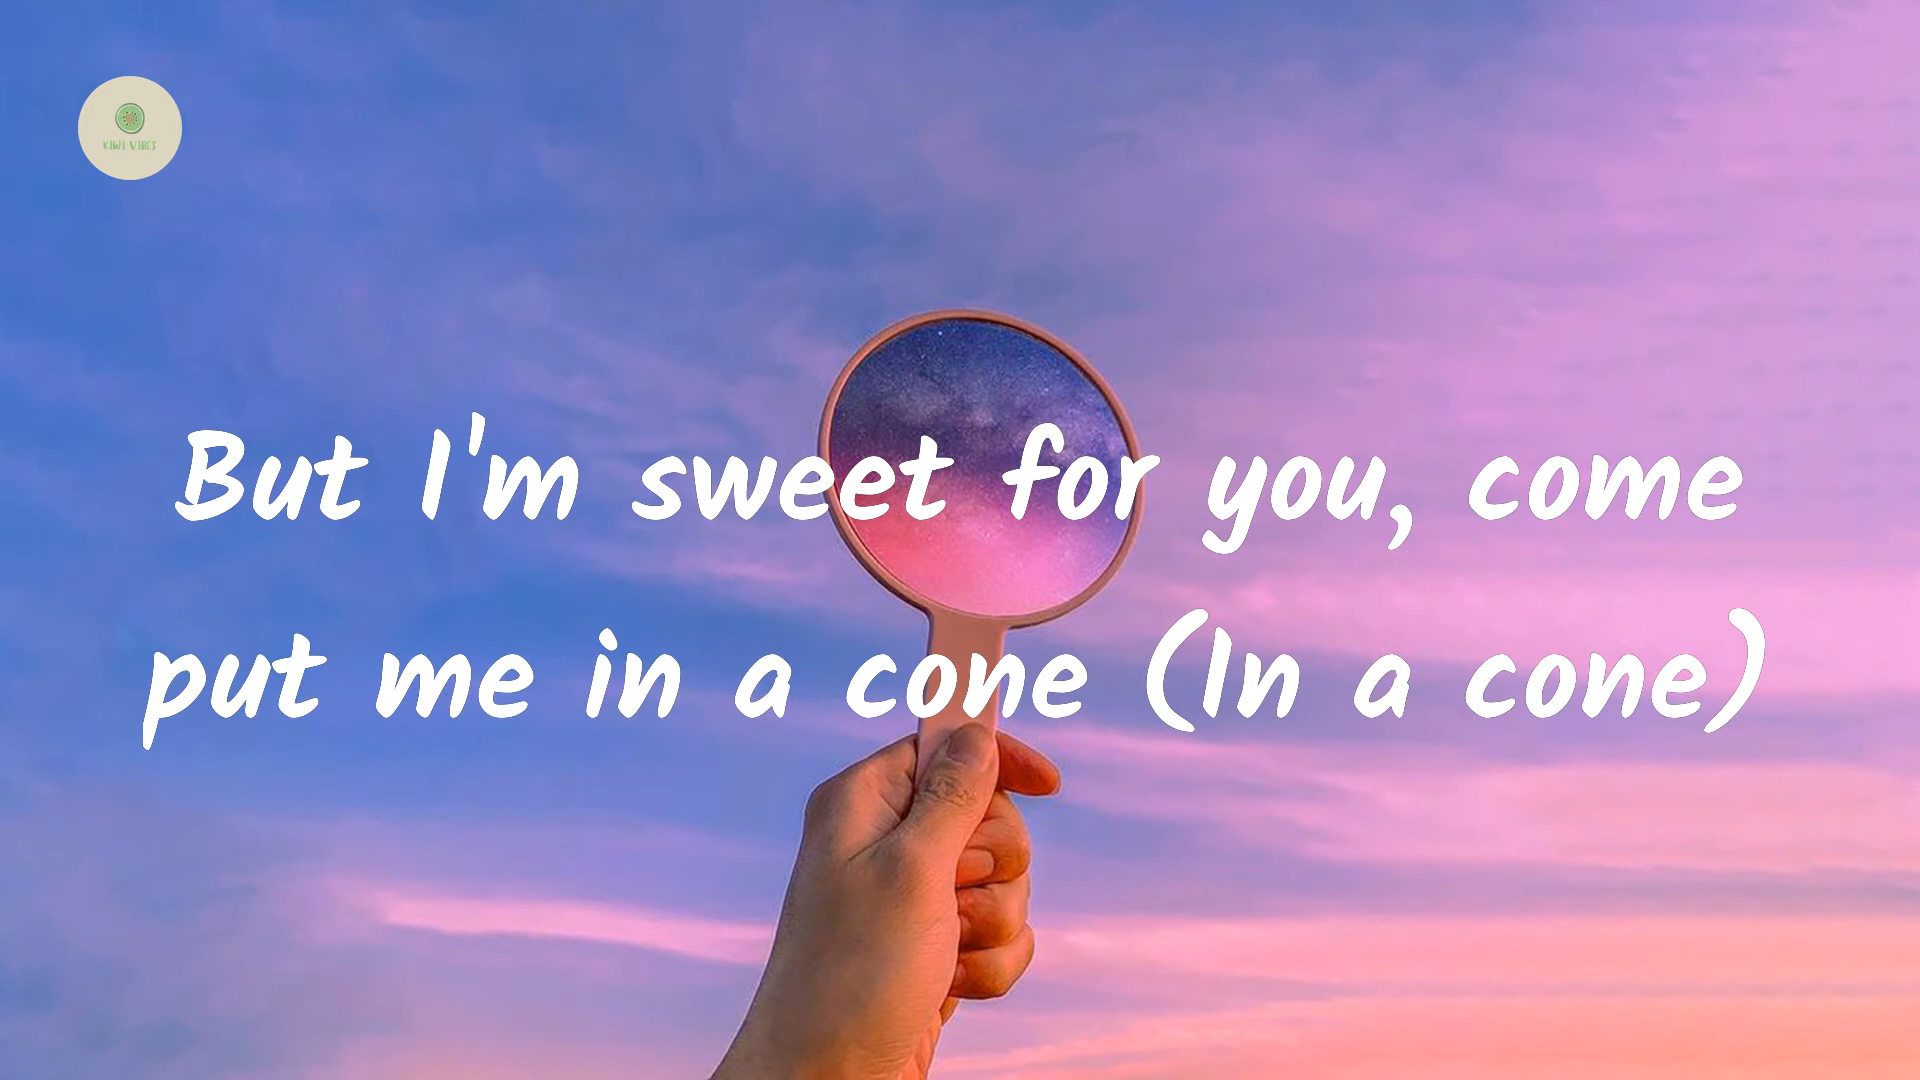 KIWI VIBES
But I'm sweet for you, come
put me in a cone (In a cone)